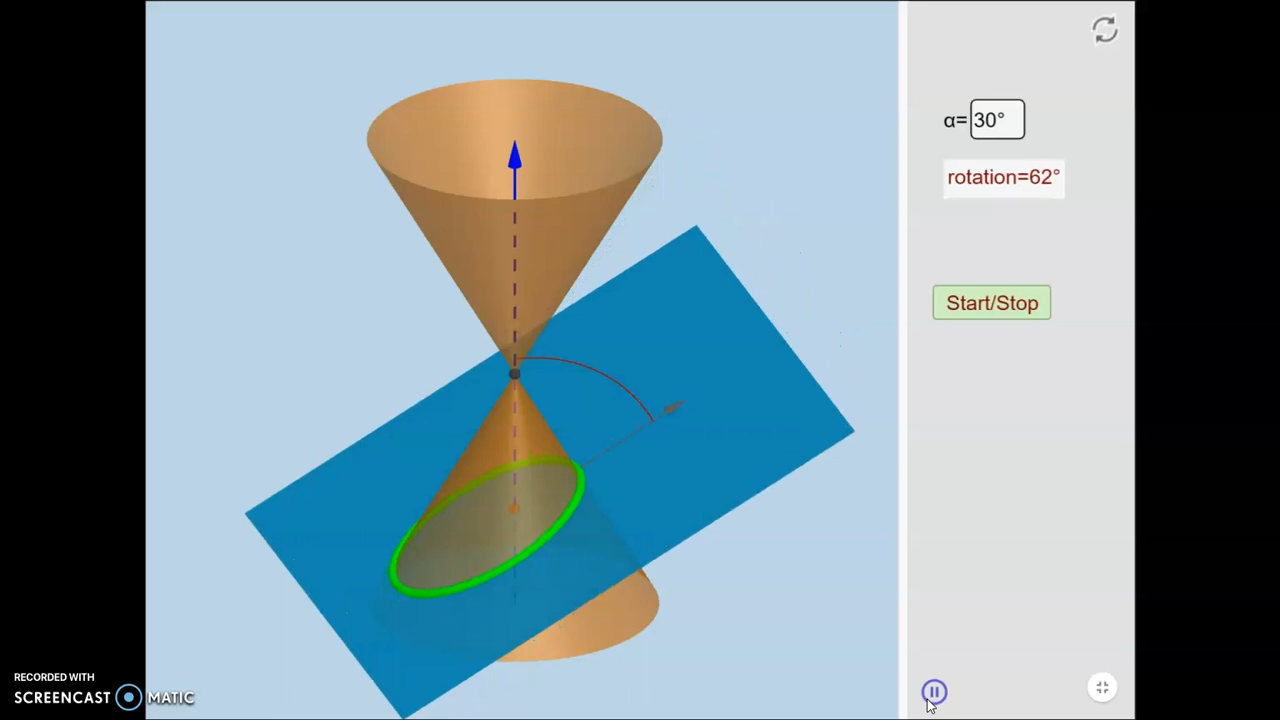 α=30°
rotation=62°
Start/Stop
RECORDED WITH
SCREENCAST MATIC